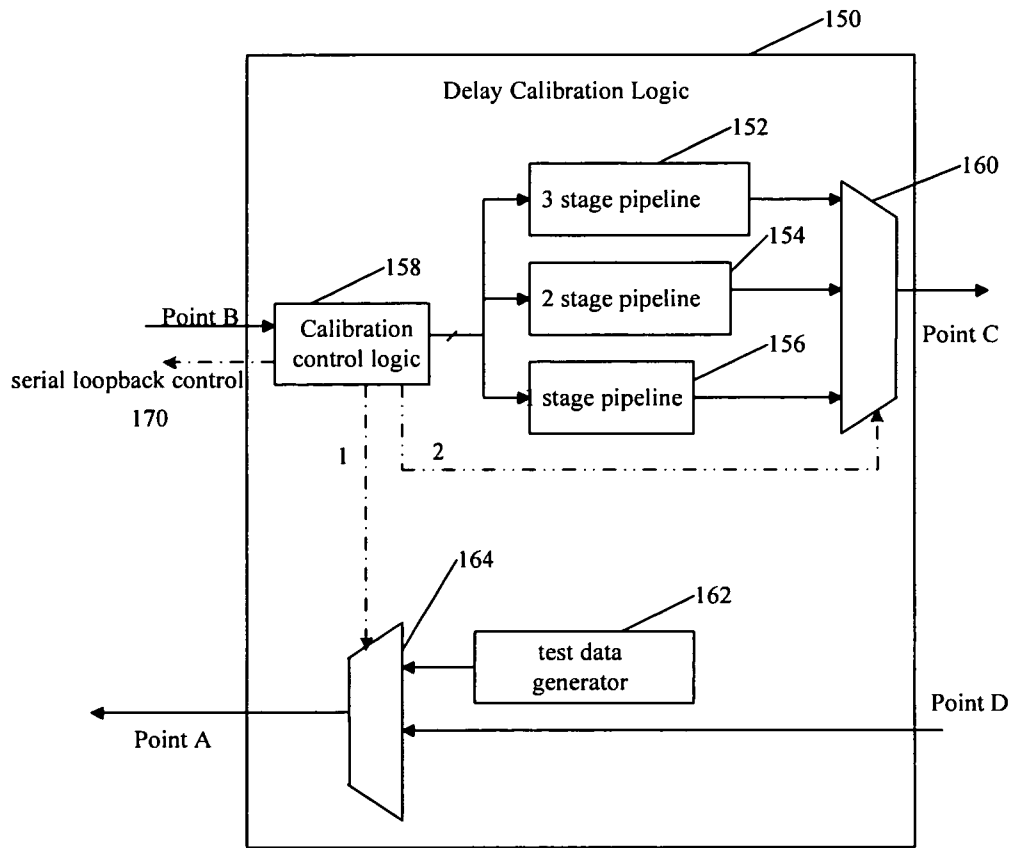 150
Delay Calibration Logic
152
3 stage pipeline
160
154
2 stage pipeline
158
Point B
Calibration
control logic
156
Point C
1 stage pipeline
serial loopback control
170
1
2
164
162
test data
generator
Point D
Point A